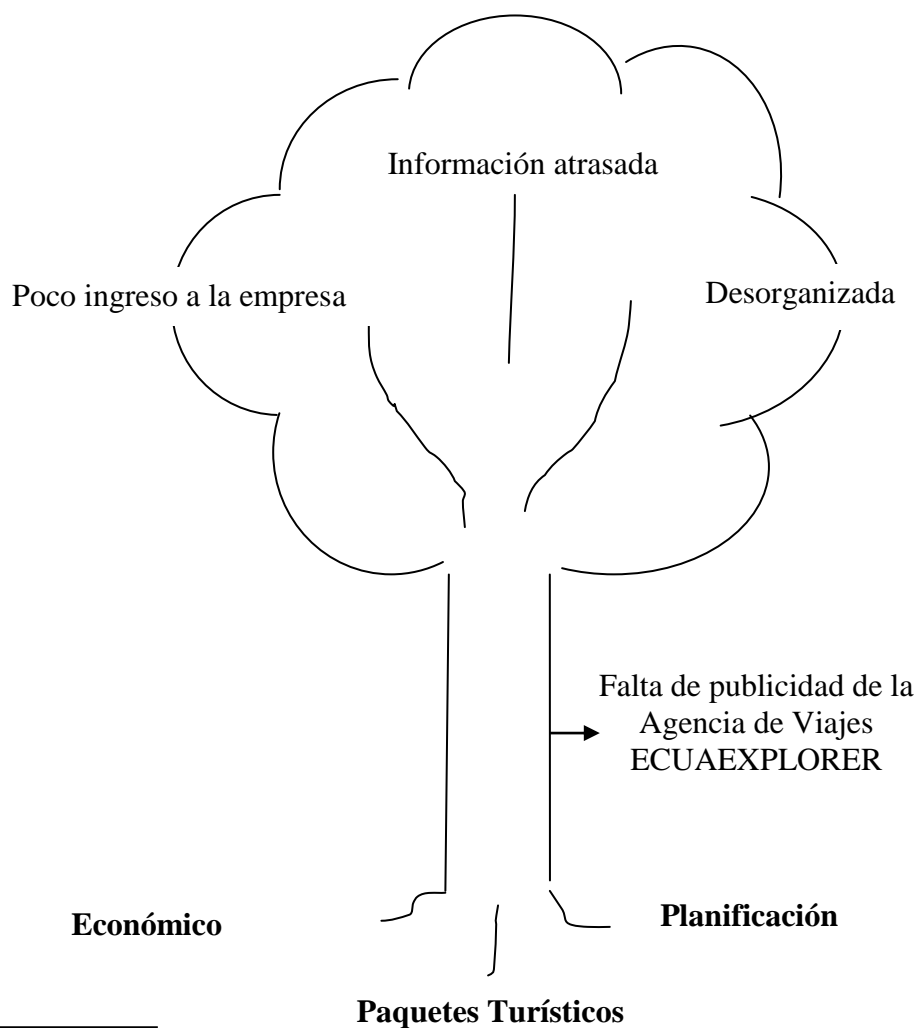 Información atrasada
Poco ingreso a la empresa
Desorganizada
Falta de publicidad de la
Agencia de Viajes
ECUAEXPLORER
Económico
Planificación
Paquetes Turísticos